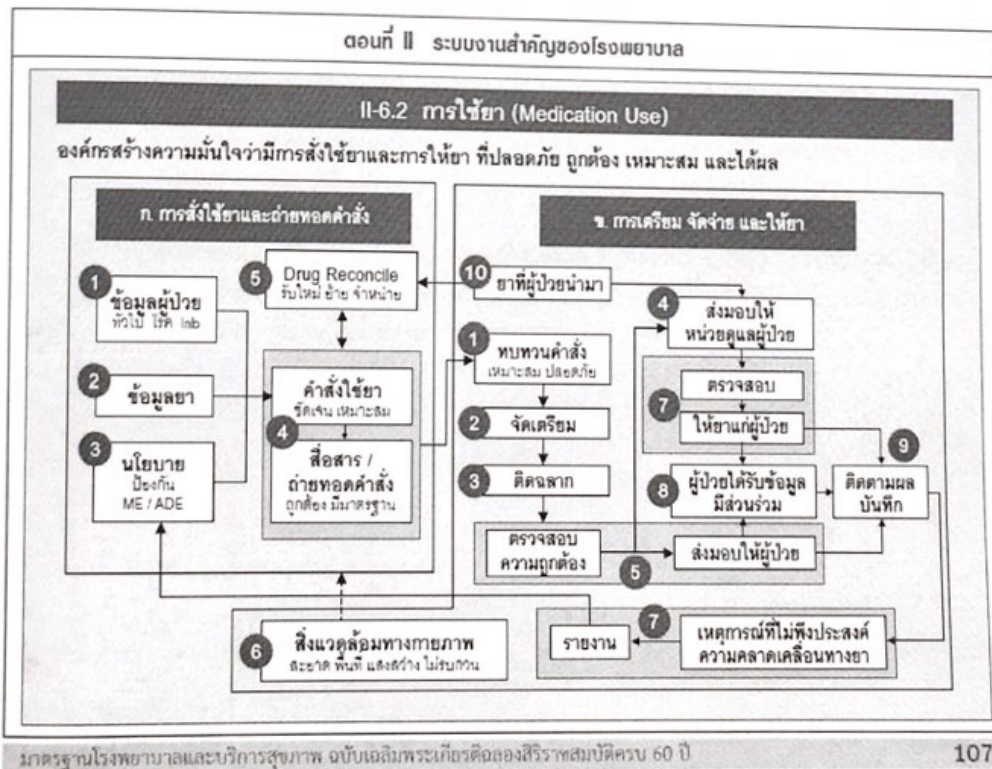 ตอนที่ II ระบบงานสำคัญของโรงพยาบาล
II-6.2 การใช้ยา (Medication Use)
องค์กรสร้างความมั่นใจว่ามีการสั่งใช้ยาและการให้ยา ที่ปลอดภัย ถูกต้อง เหมาะสม และได้ผล
ก. การสั่งใช้ยาและถ่ายทอดคำสั่ง
1
ข้อมูลผู้ป่วย
ทั่วไป โรค lab
2
ข้อมูลยา
3
นโยบาย
ป้องกัน
ME / ADE
5
Drug Reconcile
รับใหม่ ย้าย จำหน่าย
คำสั่งใช้ยา
ชัดเจน เหมาะสม
4
สื่อสาร /
ถ่ายทอดคำสั่ง
ถูกต้อง มีมาตรฐาน
ข. การเตรียม จัดจ่าย และให้ยา
10
ยาที่ผู้ป่วยนำมา
1
ทบทวนคำสั่ง
เหมาะสม ปลอดภัย
2
จัดเตรียม
3
ติดฉลาก
ตรวจสอบ
ความถูกต้อง
5
ส่งมอบให้ผู้ป่วย
4
ส่งมอบให้
หน่วยดูแลผู้ป่วย
ตรวจสอบ
7
ให้ยาแก่ผู้ป่วย
8
ผู้ป่วยได้รับข้อมูล
มีส่วนร่วม
9
ติดตามผล
บันทึก
6
สิ่งแวดล้อมทางกายภาพ
สะอาด พื้นที่ แสงสว่าง ไม่รบกวน
รายงาน
7
เหตุการณ์ที่ไม่พึงประสงค์
ความคลาดเคลื่อนทางยา
มาตรฐานโรงพยาบาลและบริการสุขภาพ ฉบับเฉลิมพระเกียรติฉลองสิริราชสมบัติครบ 60 ปี
107